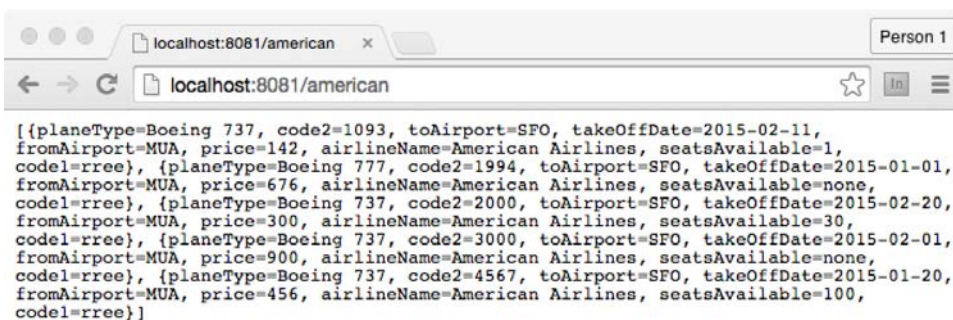 localhost:8081/american ×
Person 1
localhost:8081/american
In
[{planeType=Boeing 737, code2=1093, toAirport=SFO, takeOffDate=2015-02-11,
fromAirport=MUA, price=142, airlineName=American Airlines, seatsAvailable=1,
code1=rree}, {planeType=Boeing 777, code2=1994, toAirport=SFO, takeOffDate=2015-01-01,
fromAirport=MUA, price=676, airlineName=American Airlines, seatsAvailable=none,
code1=rree}, {planeType=Boeing 737, code2=2000, toAirport=SFO, takeOffDate=2015-02-20,
fromAirport=MUA, price=300, airlineName=American Airlines, seatsAvailable=30,
code1=rree}, {planeType=Boeing 737, code2=3000, toAirport=SFO, takeOffDate=2015-02-01,
fromAirport=MUA, price=900, airlineName=American Airlines, seatsAvailable=none,
code1=rree}, {planeType=Boeing 737, code2=4567, toAirport=SFO, takeOffDate=2015-01-20,
fromAirport=MUA, price=456, airlineName=American Airlines, seatsAvailable=100,
code1=rree}]